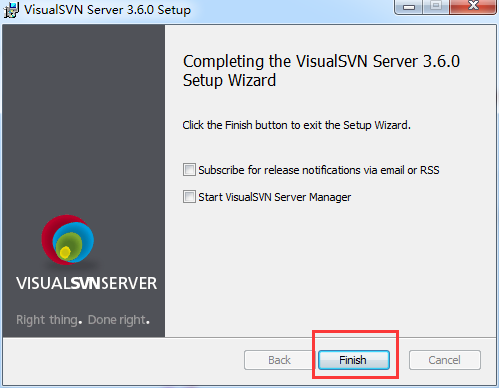 VisualSVN Server 3.6.0 Setup
Completing the VisualSVN Server 3.6.0
Setup Wizard
Click the Finish button to exit the Setup Wizard.
Subscribe for release notifications via email or RSS
Start VisualSVN Server Manager
VISUALSVNSERVER
Right thing. Done right.
Back
Finish
Cancel